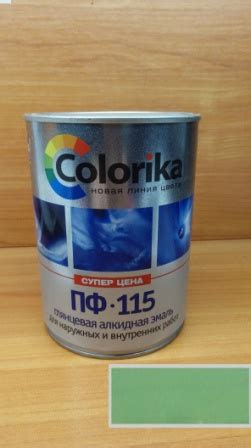 Colorika
новая линия цвета
СУПЕР ЦЕНА
ПФ-115
глянцевая алкидная эмаль
для наружных и внутренних работ